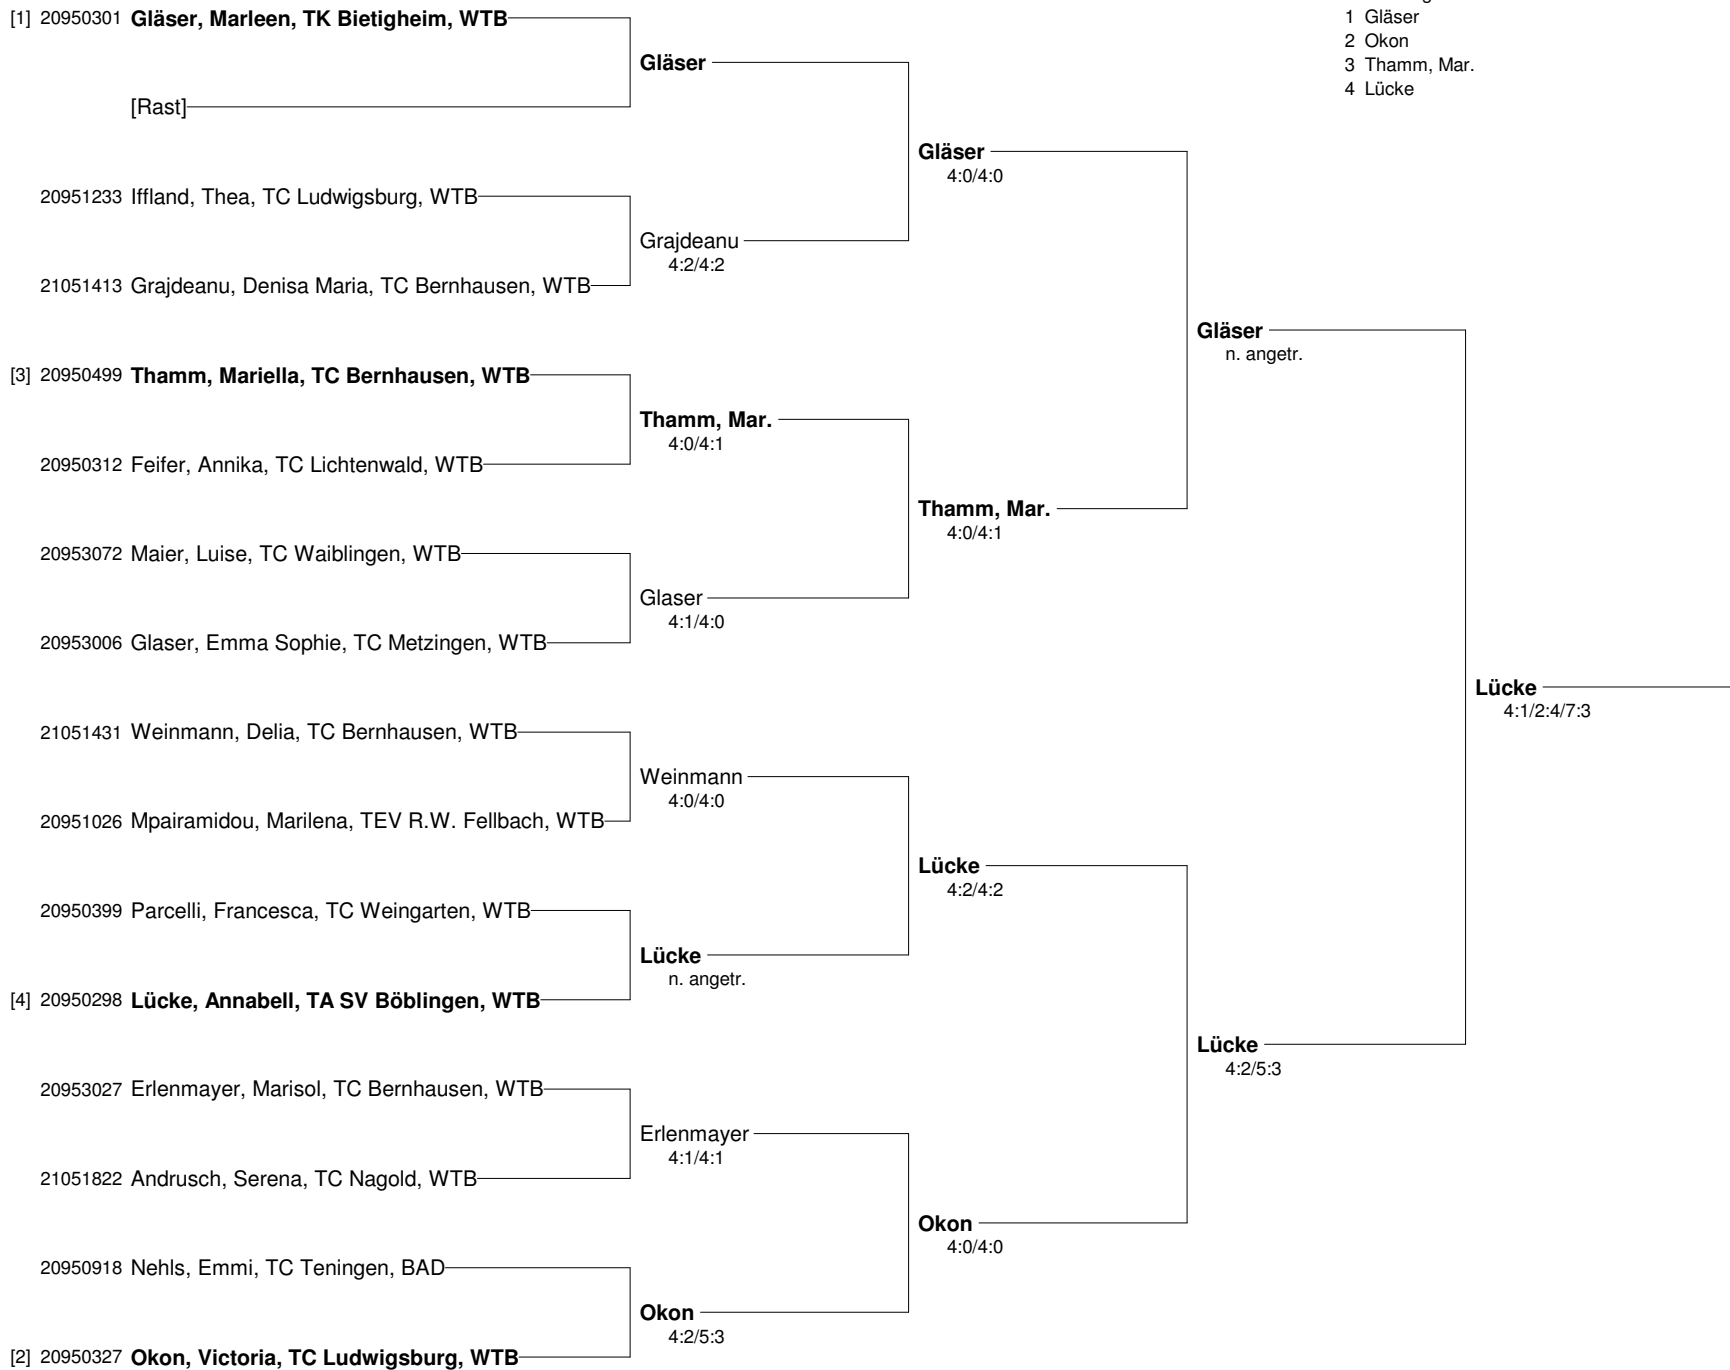 1 Gläser
2 Okon
3 Thamm, Mar.
4 Lücke
[1] 20950301 Gläser, Marleen, TK Bietigheim, WTB
Gläser
[Rast]
Gläser
4:0/4:0
20951233 Iffland, Thea, TC Ludwigsburg, WTB
Grajdeanu
4:2/4:2
21051413 Grajdeanu, Denisa Maria, TC Bernhausen, WTB
Gläser
n. angetr.
[3] 20950499 Thamm, Mariella, TC Bernhausen, WTB
Thamm, Mar.
4:0/4:1
20950312 Feifer, Annika, TC Lichtenwald, WTB
Thamm, Mar.
4:0/4:1
20953072 Maier, Luise, TC Waiblingen, WTB
Glaser
4:1/4:0
20953006 Glaser, Emma Sophie, TC Metzingen, WTB
Lücke
4:1/2:4/7:3
21051431 Weinmann, Delia, TC Bernhausen, WTB
Weinmann
4:0/4:0
20951026 Mpairamidou, Marilena, TEV R.W. Fellbach, WTB
Lücke
4:2/4:2
20950399 Parcelli, Francesca, TC Weingarten, WTB
Lücke
n. angetr.
[4] 20950298 Lücke, Annabell, TA SV Böblingen, WTB
Lücke
4:2/5:3
20953027 Erlenmayer, Marisol, TC Bernhausen, WTB
Erlenmayer
4:1/4:1
21051822 Andrusch, Serena, TC Nagold, WTB
Okon
4:0/4:0
20950918 Nehls, Emmi, TC Teningen, BAD
Okon
4:2/5:3
[2] 20950327 Okon, Victoria, TC Ludwigsburg, WTB